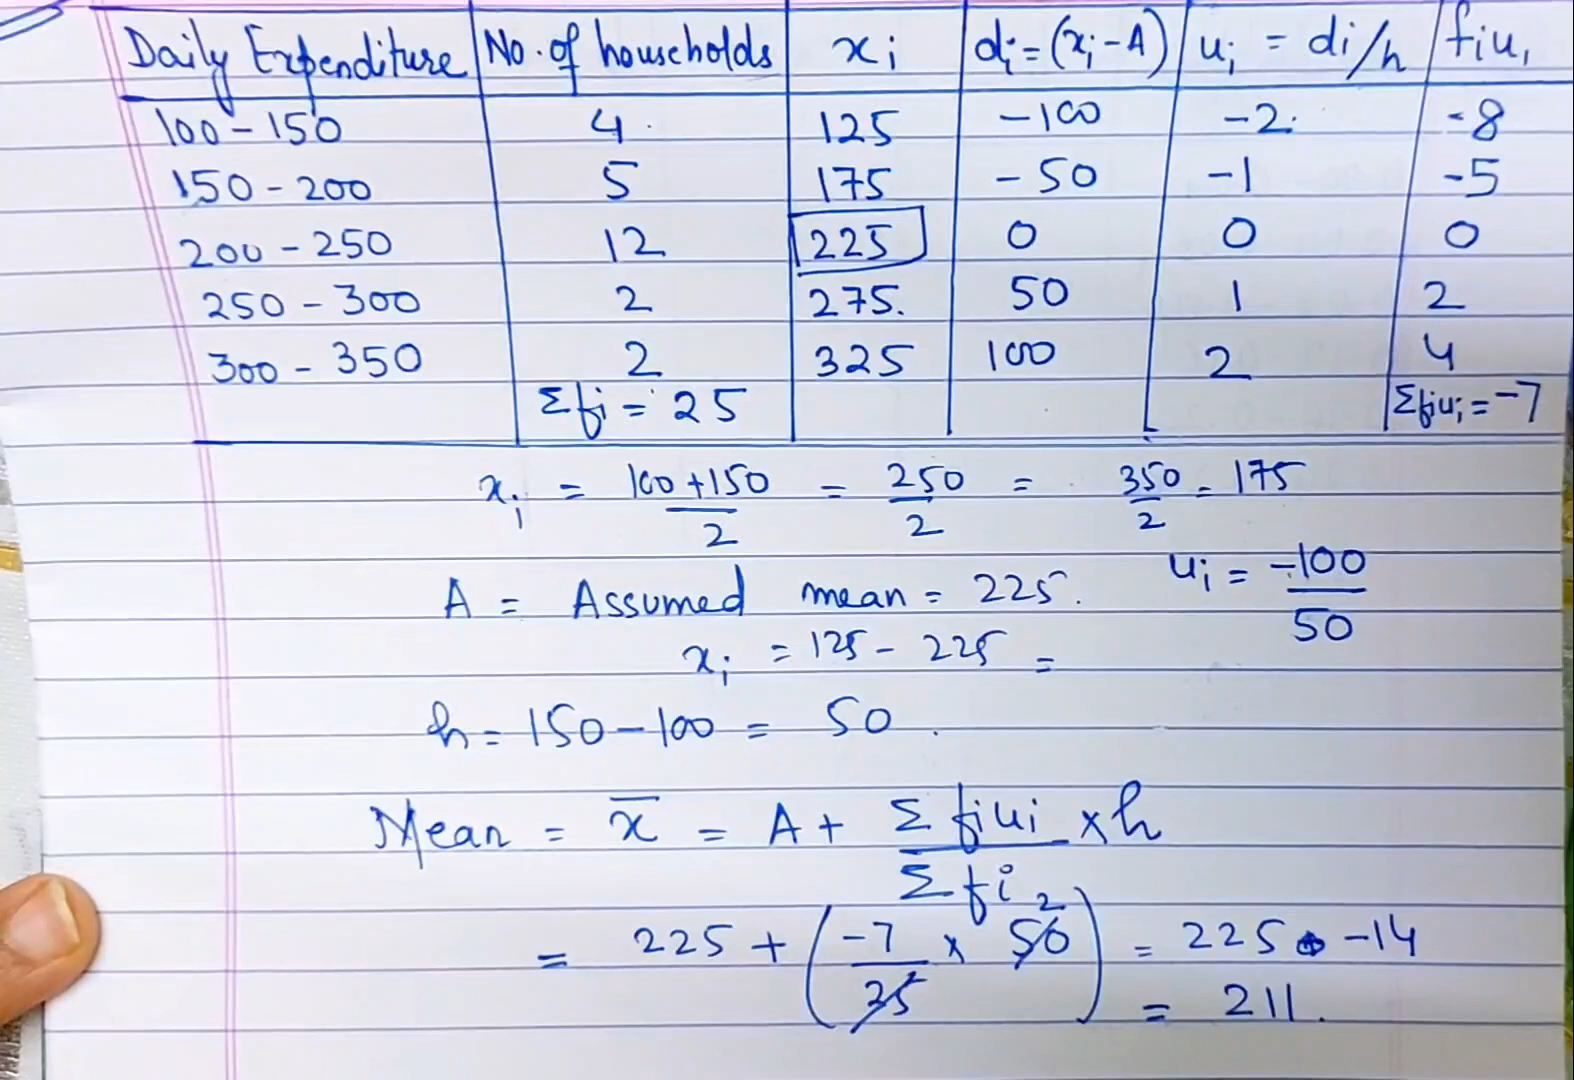 Daily Expenditure No. of households xi di = (xi - A) ui = di/h fiui
100 - 150 4 125 -100 -2 -8
150 - 200 5 175 -50 -1 -5
200 - 250 12 225 0 0 0
250 - 300 2 275. 50 1 2
300 - 350 2 325 100 2 4
Σfi = 25 Σfiui = -7
xi = 100+150/2 = 250/2 = 350/2 = 175
A = Assumed mean = 225. ui = -100/50
xi = 125 - 225 =
h = 150 - 100 = 50.
Mean = x̄ = A + Σfiui/Σfi × h
= 225 + (-7/25 × 50 2) = 225 -14
= 211.